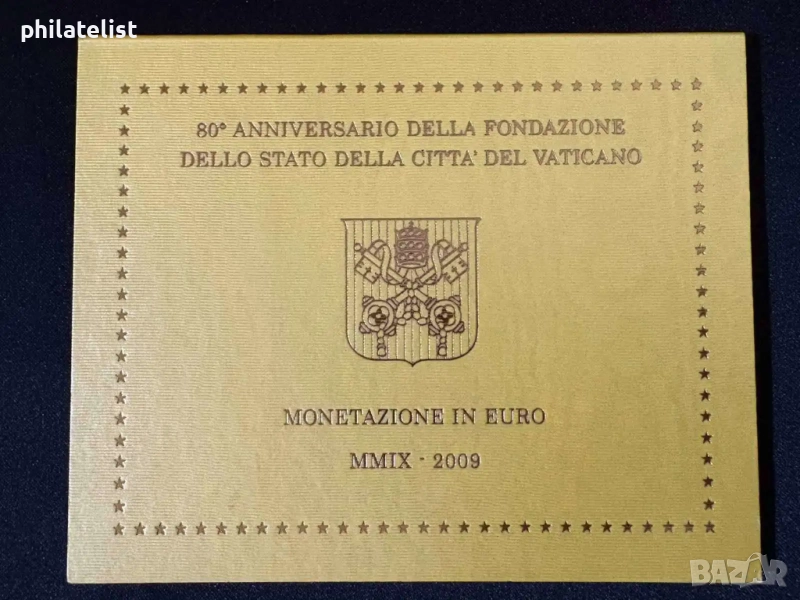 philatelist
80° ANNIVERSARIO DELLA FONDAZIONE
DELLO STATO DELLA CITTA' DEL VATICANO
MONETAZIONE IN EURO
MMIX - 2009
BAZAR